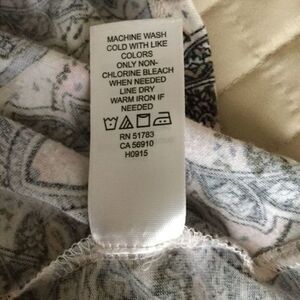 MACHINE WASH
COLD WITH LIKE
COLORS
ONLY NON-
CHLORINE BLEACH
WHEN NEEDED
LINE DRY
WARM IRON IF
NEEDED
RN 51783
CA 56910
H0915